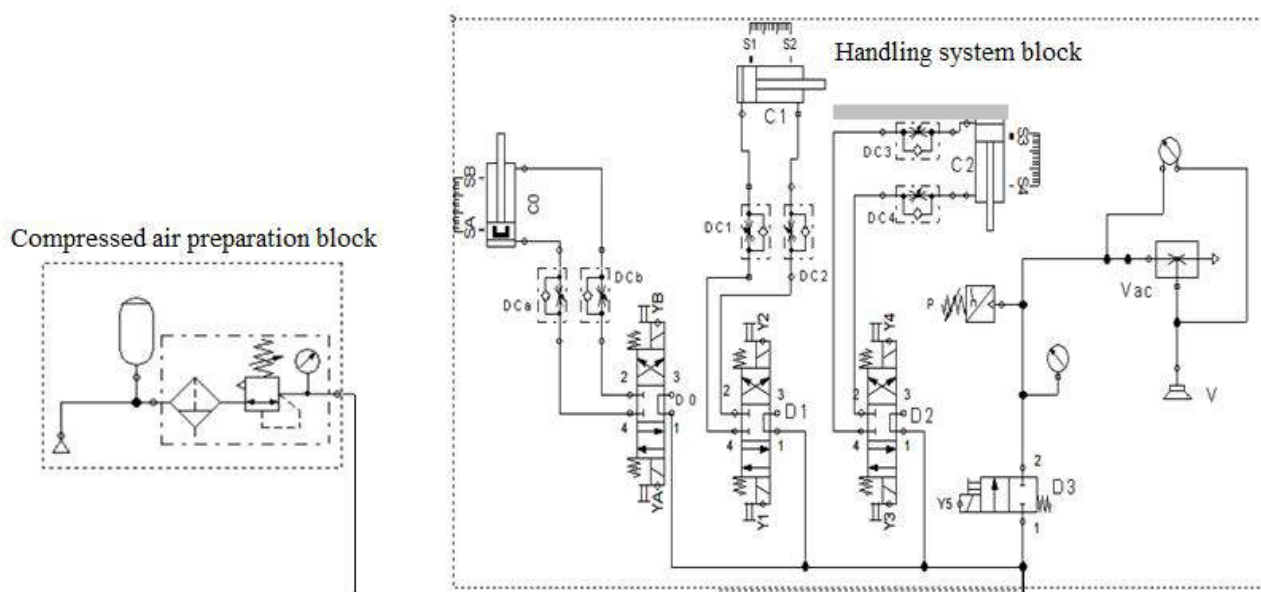 Compressed air preparation block
Handling system block
S1 S2
C1
SB
SA
C0
DCa
DCb
YB
2 3
D0
4 1
YA
DC1
DC2
Y2
2 3
D1
4 1
Y1
DC3
C2
S3
S4
DC4
Y4
2 3
D2
4 1
Y3
P
Vac
V
2
D3
Y5
1